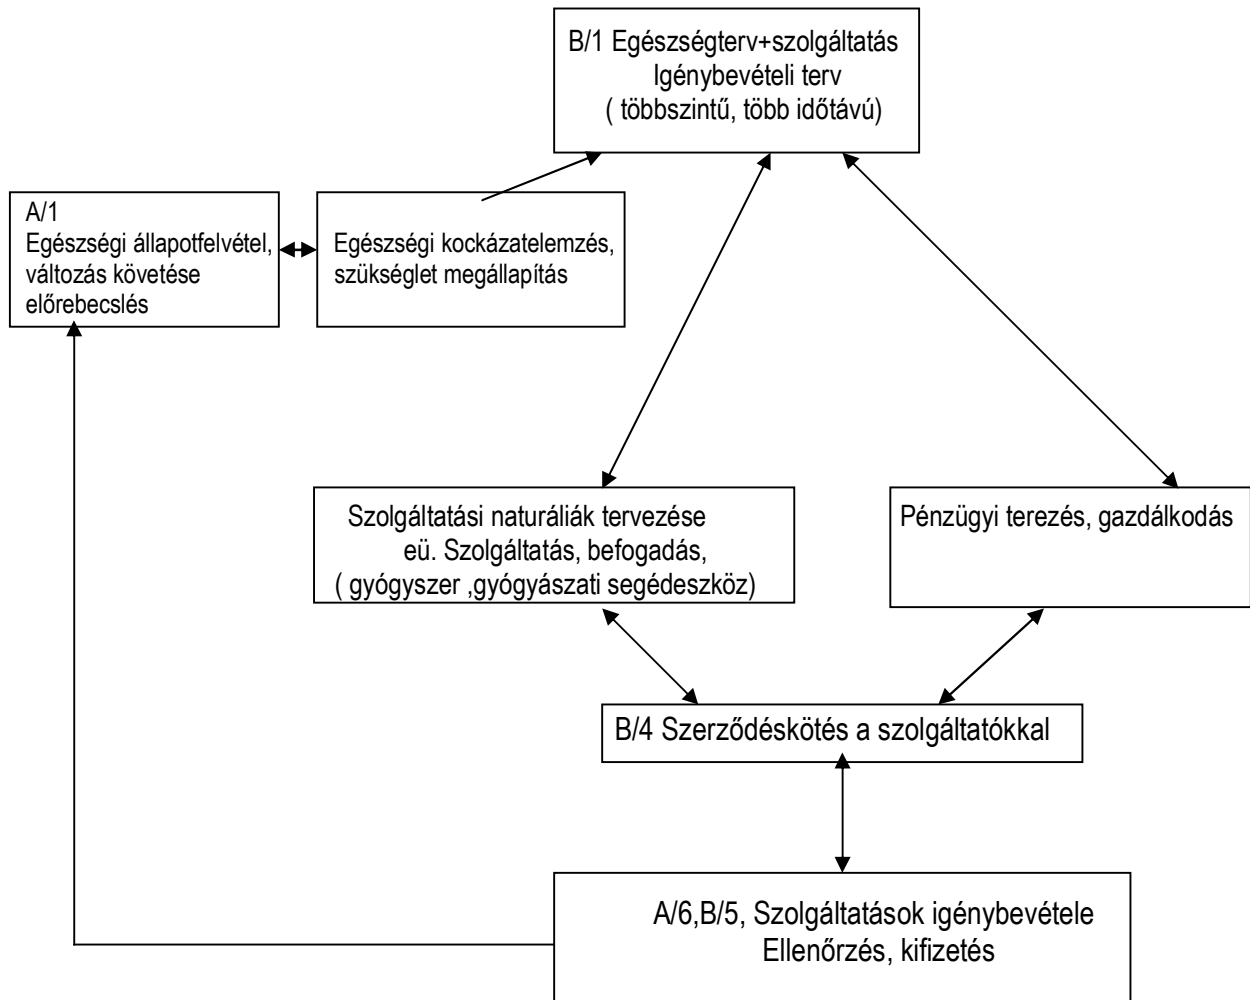 B/1 Egészségterv+szolgáltatás
Igénybevételi terv
( többszintű, több időtávú)
A/1
Egészségi állapotfelvétel,
változás követése
előrebecslés
Egészségi kockázatelemzés,
szükséglet megállapítás
Szolgáltatási naturáliák tervezése
eü. Szolgáltatás, befogadás,
( gyógyszer ,gyógyászati segédeszköz)
Pénzügyi terezés, gazdálkodás
B/4 Szerződéskötés a szolgáltatókkal
A/6,B/5, Szolgáltatások igénybevétele
Ellenőrzés, kifizetés